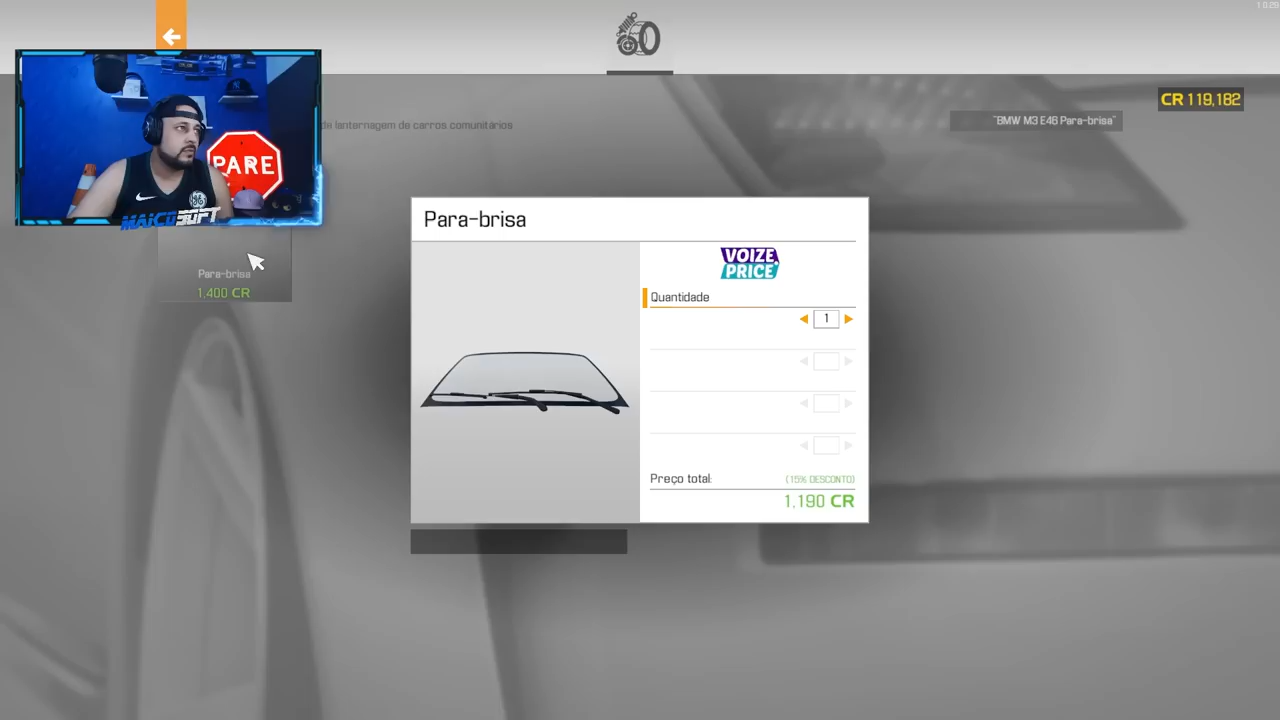 de lanternagem de carros comunitários
CR 119,182
"BMW M3 E46 Para-brisa"
PARE
MAICOSOFT
Para-brisa
1,400 CR
Para-brisa
VOIZE
PRICE
Quantidade
1
Preço total:
(15% DESCONTO)
1,190 CR